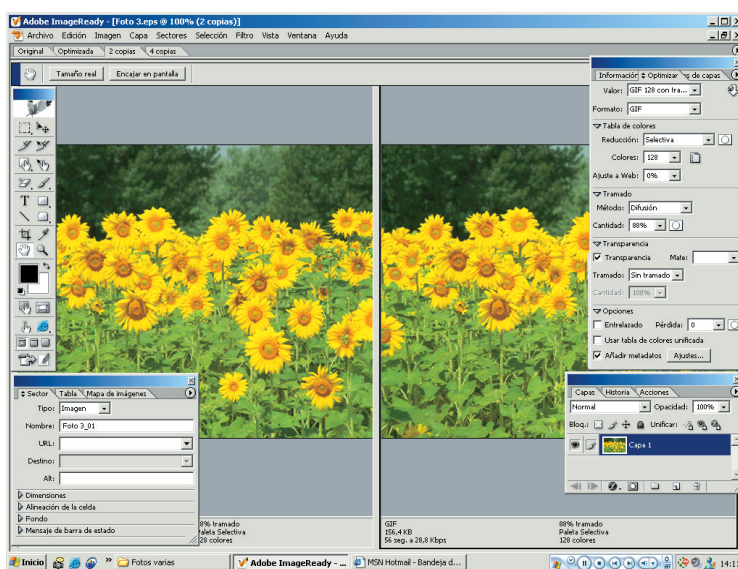 Adobe ImageReady - [Foto 3.eps @ 100% (2 copias)]
Archivo Edición Imagen Capa Sectores Selección Filtro Vista Ventana Ayuda
Original Optimizada 2 copias 4 copias
Tamaño real Encajar en pantalla
Información Optimizar s de capas
Valor: GIF 128 con tra...
Formato: GIF
Tabla de colores
Reducción: Selectiva
Colores: 128
Ajuste a Web: 0%
Tramado
Método: Difusión
Cantidad: 88%
Transparencia
Transparencia Mate:
Tramado: Sin tramado
Cantidad: 100%
Opciones
Entrelazado Pérdida: 0
Usar tabla de colores unificada
Añadir metadatos Ajustes...
T
Sector Tabla Mapa de imágenes
Tipo: Imagen
Nombre: Foto 3_01
URL:
Destino:
Alt:
Dimensiones
Alineación de la celda
Fondo
Mensaje de barra de estado
Capas Historia Acciones
Normal Opacidad: 100%
Bloq.: Unificar:
Capa 1
88% tramado
Paleta Selectiva
128 colores
GIF
156,4 KB
56 seg. a 28,8 Kbps
88% tramado
Paleta Selectiva
128 colores
Inicio Fotos varias Adobe ImageReady - ... MSN Hotmail - Bandeja d... 14:11